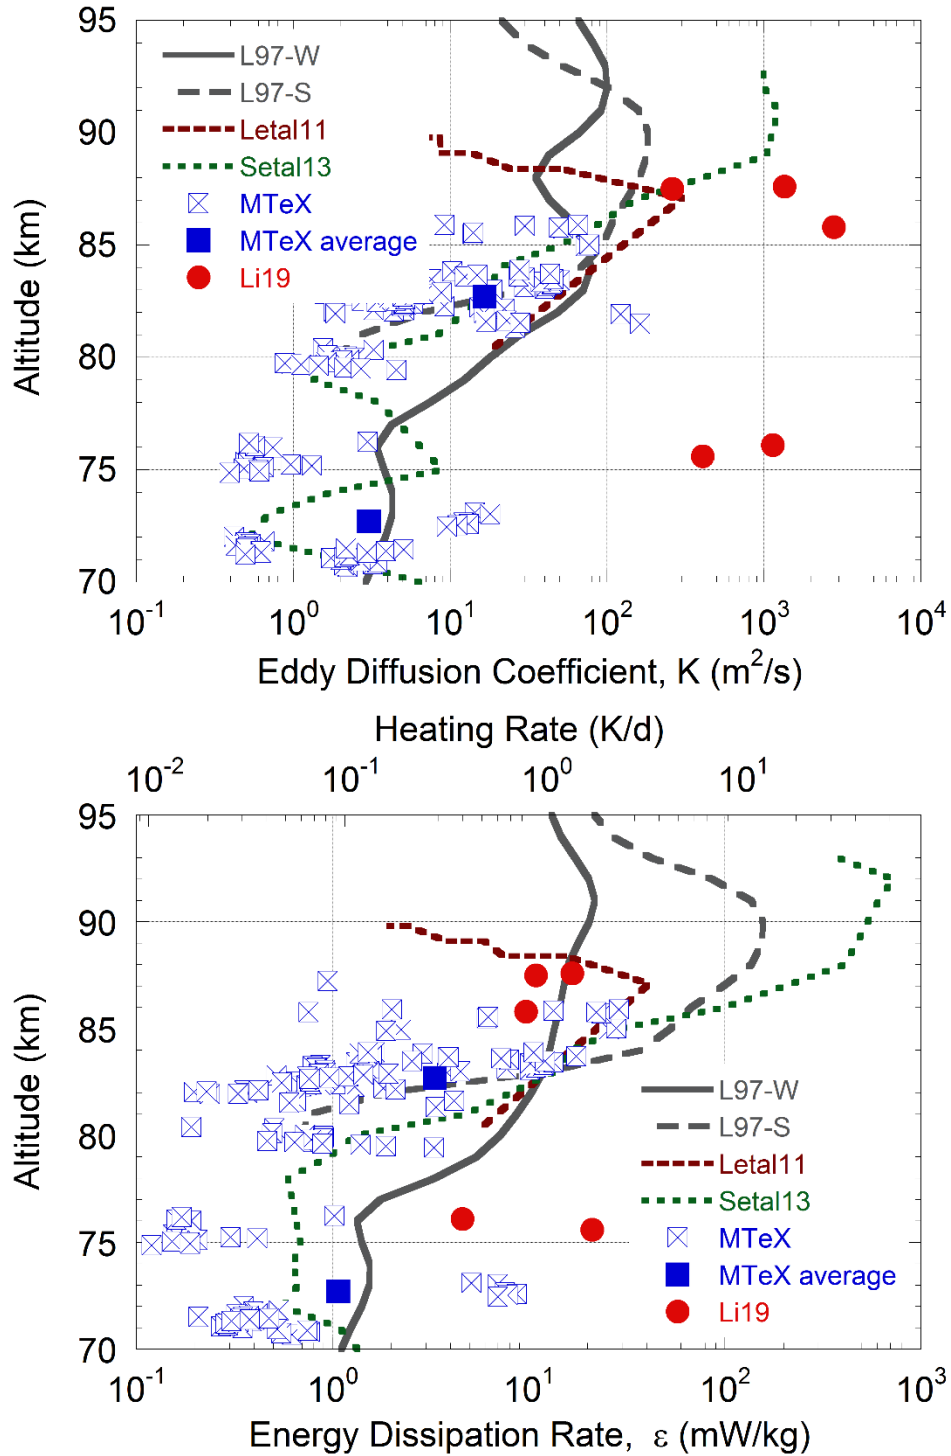 95
90
85
80
75
70
Altitude (km)
L97-W
L97-S
Letal11
Setal13
MTeX
MTeX average
Li19
10⁻¹ 10⁰ 10¹ 10² 10³ 10⁴
Eddy Diffusion Coefficient, K (m²/s)
Heating Rate (K/d)
10⁻² 10⁻¹ 10⁰ 10¹
95
90
85
80
75
70
Altitude (km)
L97-W
L97-S
Letal11
Setal13
MTeX
MTeX average
Li19
10⁻¹ 10⁰ 10¹ 10² 10³
Energy Dissipation Rate, ε (mW/kg)